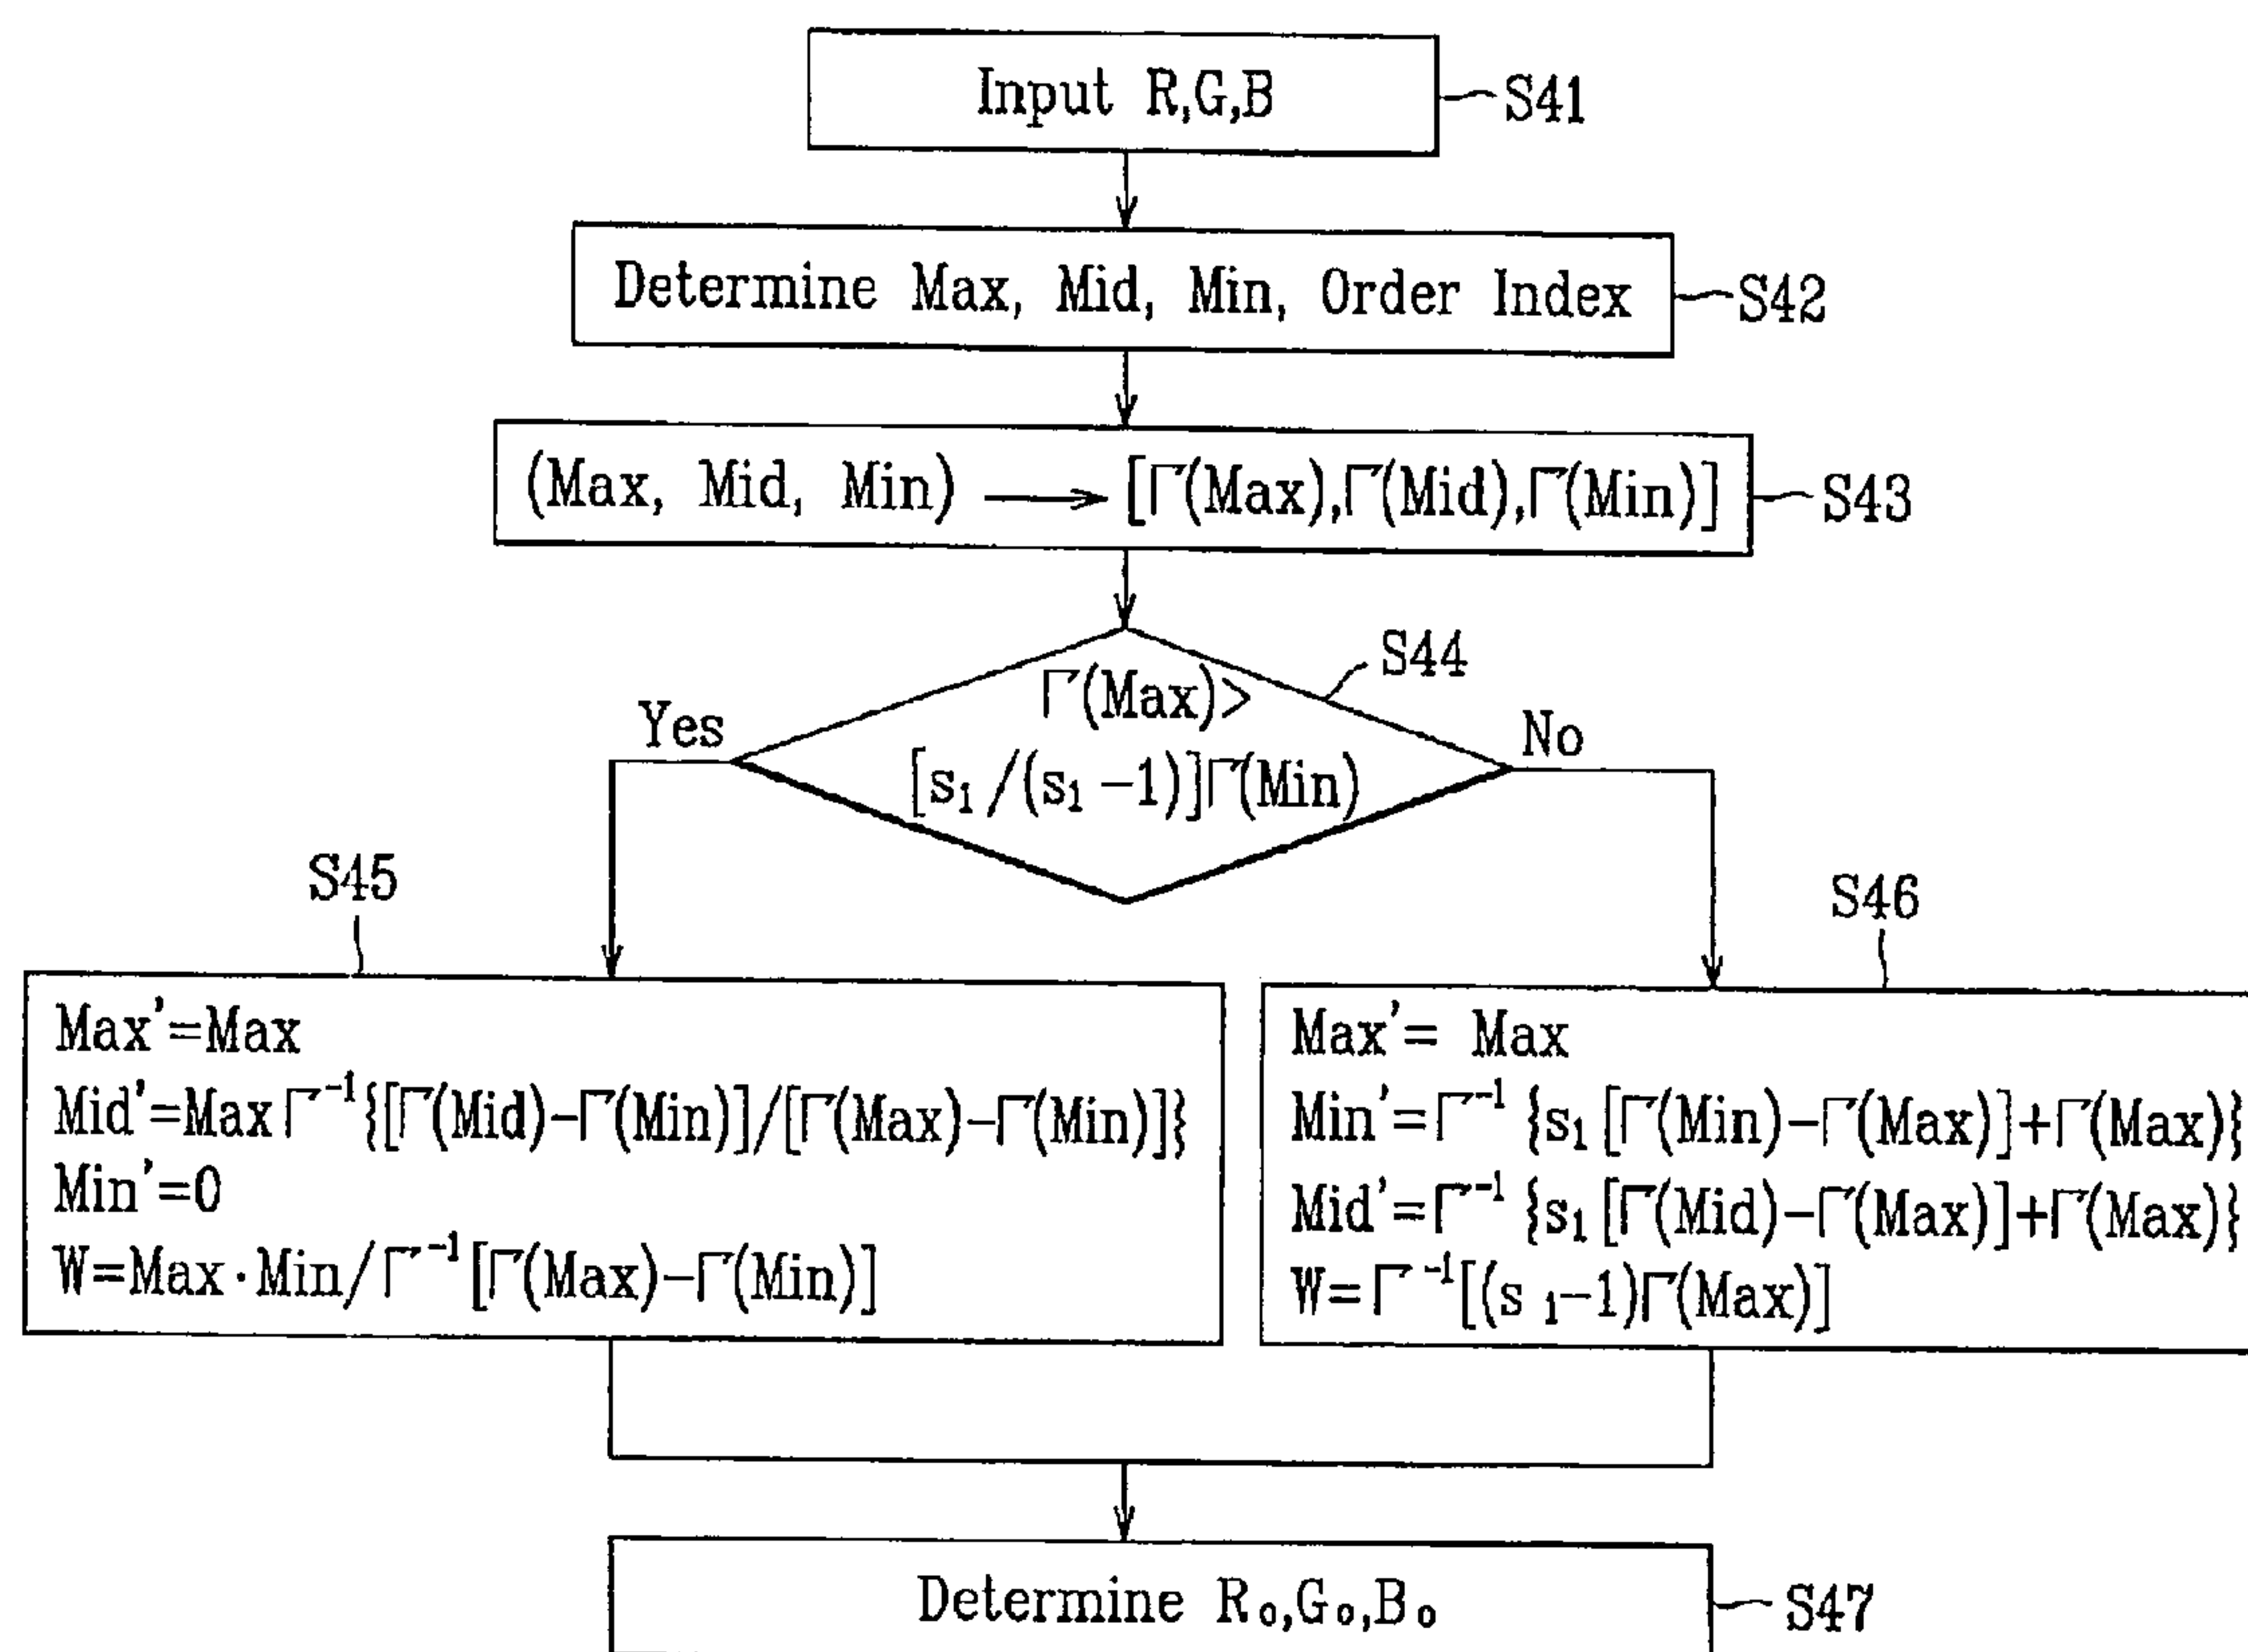 Input R,G,B
S41
Determine Max, Mid, Min, Order Index
S42
(Max, Mid, Min) ⟶ [Γ(Max),Γ(Mid),Γ(Min)]
S43
Γ(Max)>
[s₁/(s₁-1)]Γ(Min)
S44
Yes
No
S45
Max'=Max
Mid'=MaxΓ⁻¹{[Γ(Mid)-Γ(Min)]/[Γ(Max)-Γ(Min)]}
Min'=0
W=Max·Min/Γ⁻¹[Γ(Max)-Γ(Min)]
S46
Max'= Max
Min'=Γ⁻¹{s₁[Γ(Min)-Γ(Max)]+Γ(Max)}
Mid'=Γ⁻¹{s₁[Γ(Mid)-Γ(Max)]+Γ(Max)}
W=Γ⁻¹[(s₁-1)Γ(Max)]
Determine R₀,G₀,B₀
S47